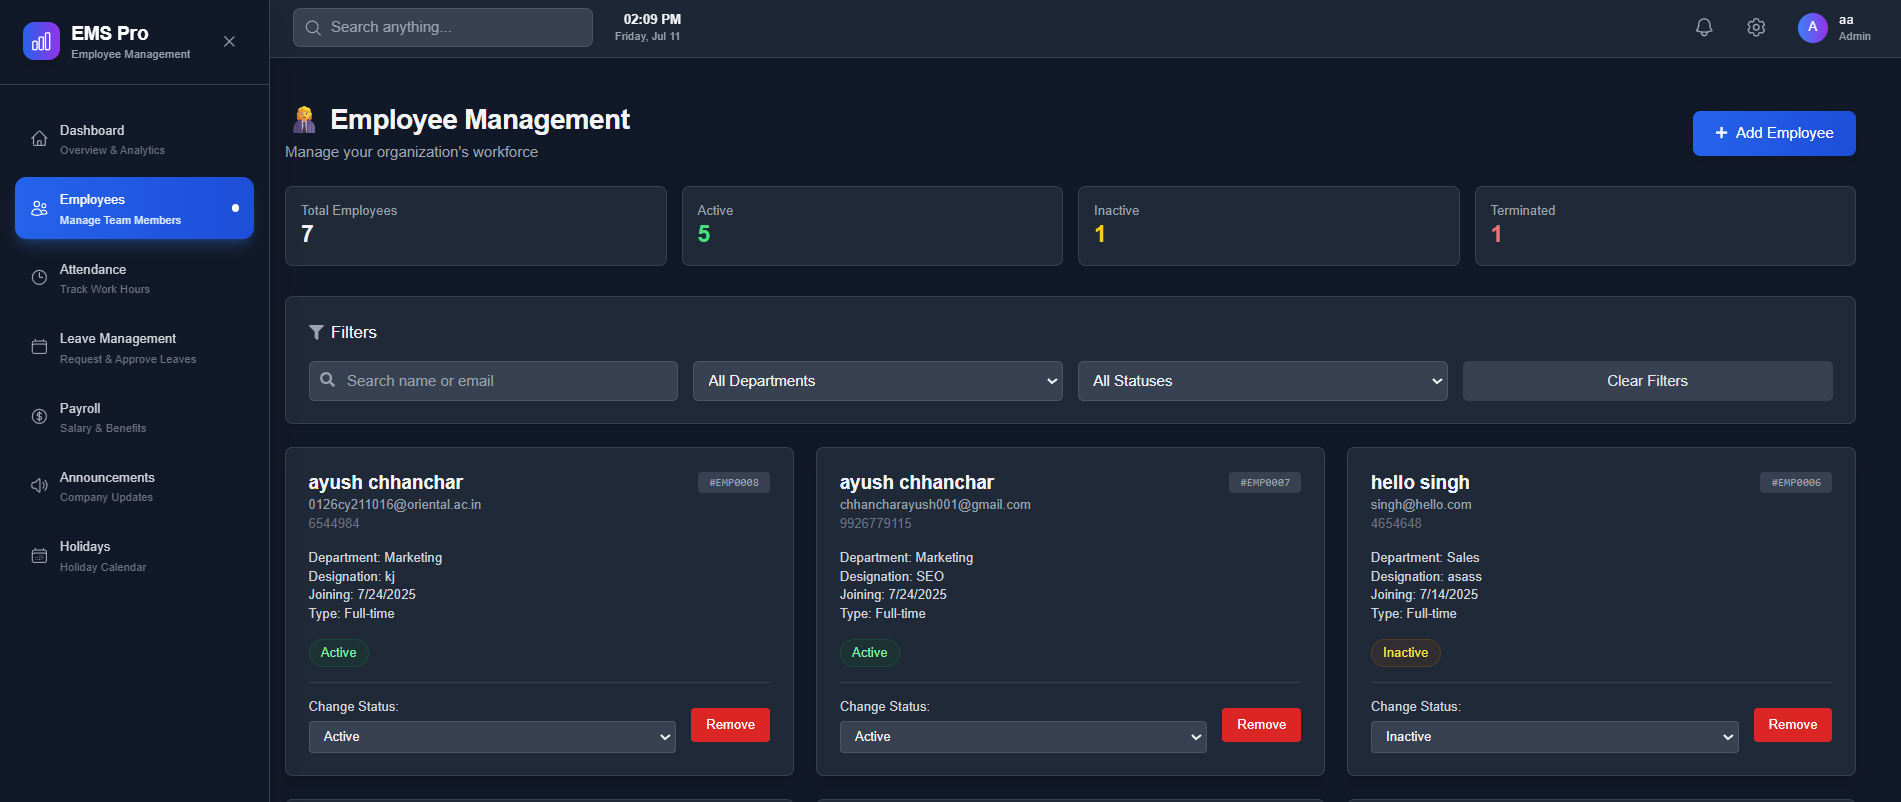 EMS Pro
Employee Management
Search anything...
02:09 PM
Friday, Jul 11
A
aa
Admin
Dashboard
Overview & Analytics
Employees
Manage Team Members
Attendance
Track Work Hours
Leave Management
Request & Approve Leaves
Payroll
Salary & Benefits
Announcements
Company Updates
Holidays
Holiday Calendar
Employee Management
Manage your organization's workforce
+ Add Employee
Total Employees
7
Active
5
Inactive
1
Terminated
1
Filters
Search name or email
All Departments
All Statuses
Clear Filters
ayush chhanchar
#EMP0008
0126cy211016@oriental.ac.in
6544984
Department: Marketing
Designation: kj
Joining: 7/24/2025
Type: Full-time
Active
Change Status:
Active
Remove
ayush chhanchar
#EMP0007
chhancharayush001@gmail.com
9926779115
Department: Marketing
Designation: SEO
Joining: 7/24/2025
Type: Full-time
Active
Change Status:
Active
Remove
hello singh
#EMP0006
singh@hello.com
4654648
Department: Sales
Designation: asass
Joining: 7/14/2025
Type: Full-time
Inactive
Change Status:
Inactive
Remove